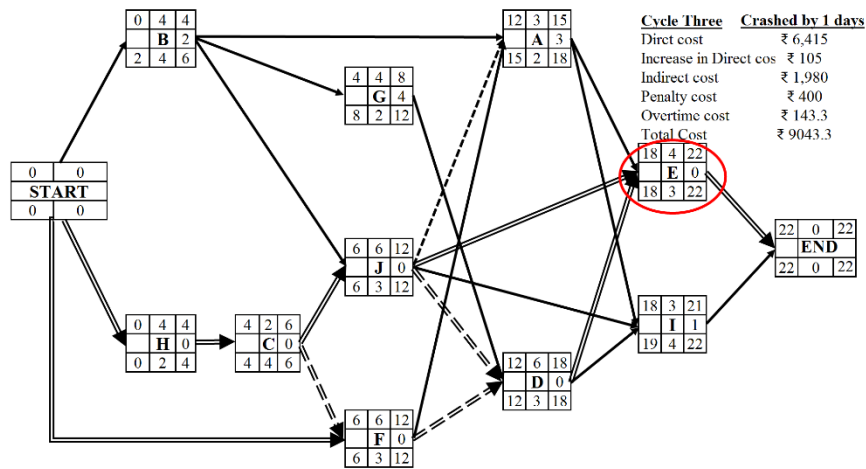 Cycle Three Crashed by 1 days
Dirct cost ₹ 6,415
Increase in Direct cos ₹ 105
Indirect cost ₹ 1,980
Penalty cost ₹ 400
Overtime cost ₹ 143.3
Total Cost ₹ 9043.3
0 4 4
B 2
2 4 6
12 3 15
A 3
15 2 18
4 4 8
G 4
8 2 12
18 4 22
E 0
18 3 22
0 0
START
0 0
22 0 22
END
22 0 22
6 6 12
J 0
6 3 12
0 4 4
H 0
0 2 4
4 2 6
C 0
4 4 6
18 3 21
I 1
19 4 22
12 6 18
D 0
12 3 18
6 6 12
F 0
6 3 12